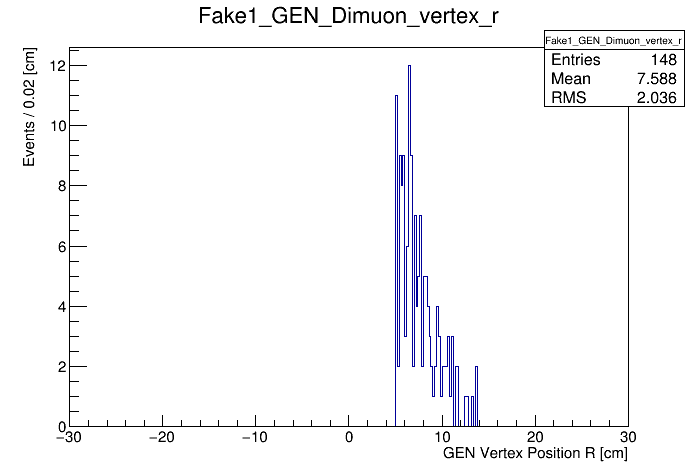 Fake1_GEN_Dimuon_vertex_r
Fake1_GEN_Dimuon_vertex_r
Entries 148
Mean 7.588
RMS 2.036
Events / 0.02 [cm]
12
10
8
6
4
2
0
−30 −20 −10 0 10 20 30
GEN Vertex Position R [cm]